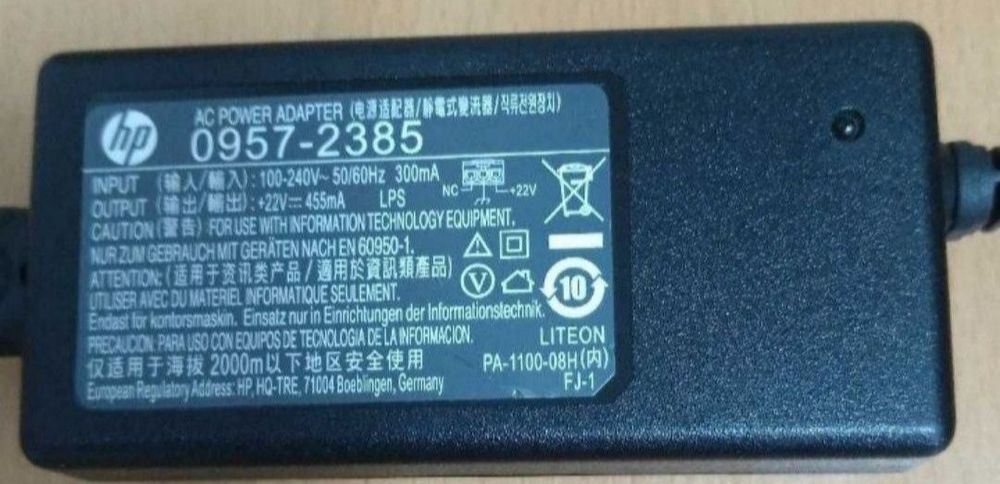 hp
AC POWER ADAPTER (电源适配器/靜電式變流器/직류전원장치)
0957-2385
INPUT (输入/輸入) : 100-240V~ 50/60Hz 300mA
OUTPUT (输出/輸出) : +22V⎓ 455mA LPS
NC +22V
CAUTION (警告) FOR USE WITH INFORMATION TECHNOLOGY EQUIPMENT.
NUR ZUM GEBRAUCH MIT GERÄTEN NACH EN 60950-1.
ATTENTION: (适用于资讯类产品 / 適用於資訊類產品)
UTILISER AVEC DU MATERIEL INFORMATIQUE SEULEMENT.
Endast för kontorsmaskin. Einsatz nur in Einrichtungen der Informationstechnik.
PRECAUCION: PARA USO CON EQUIPOS DE TECNOLOGIA DE LA INFORMACION.
仅适用于海拔 2000m以下地区安全使用
European Regulatory Address: HP, HQ-TRE, 71004 Boeblingen, Germany
V
10
LITEON
PA-1100-08H (内)
FJ-1